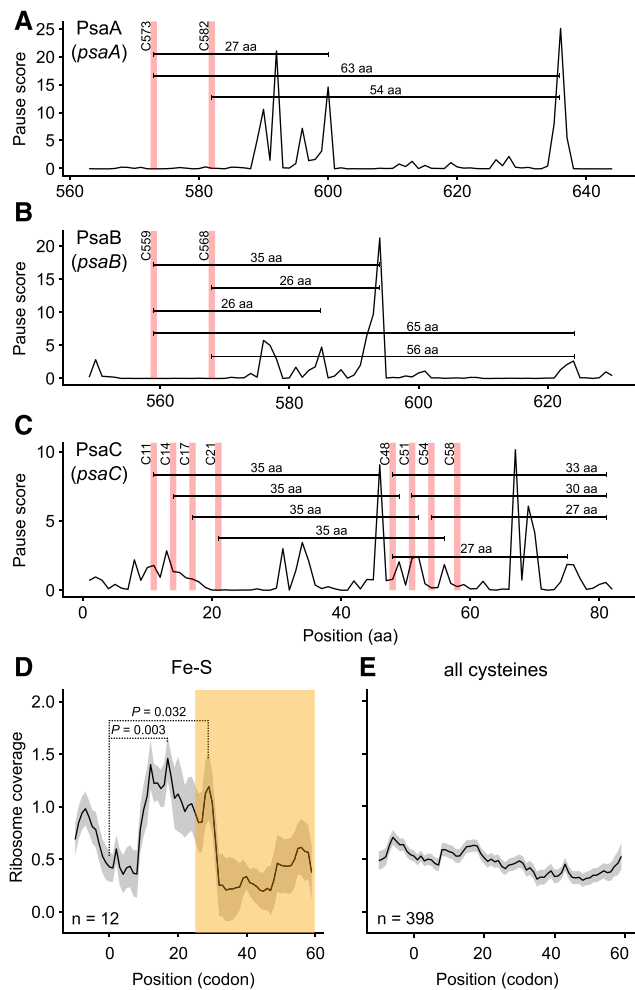 A
PsaA
(psaA)
C573
C582
27 aa
63 aa
54 aa
Pause score
25
20
15
10
5
0
560
580
600
620
640
B
PsaB
(psaB)
C559
C568
35 aa
26 aa
26 aa
65 aa
56 aa
Pause score
20
15
10
5
0
560
580
600
620
C
PsaC
(psaC)
C11
C14
C17
C21
C48
C51
C54
C58
35 aa
33 aa
35 aa
30 aa
35 aa
27 aa
35 aa
27 aa
Pause score
10
5
0
0
20
40
60
80
Position (aa)
D
Fe-S
P = 0.032
P = 0.003
Ribosome coverage
2.0
1.5
1.0
0.5
0.0
n = 12
0
20
40
60
Position (codon)
E
all cysteines
n = 398
0
20
40
60
Position (codon)